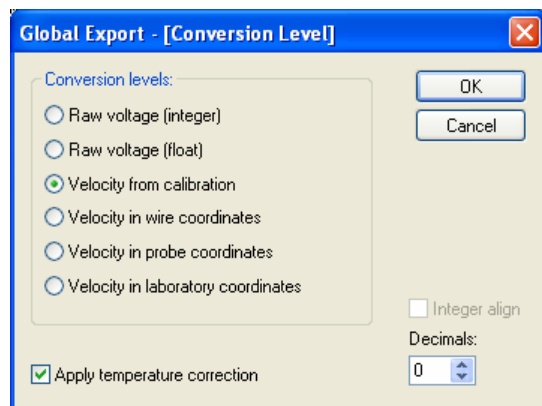 Global Export - [Conversion Level]
Conversion levels:
Raw voltage (integer)
Raw voltage (float)
Velocity from calibration
Velocity in wire coordinates
Velocity in probe coordinates
Velocity in laboratory coordinates
Apply temperature correction
OK
Cancel
Integer align
Decimals:
0